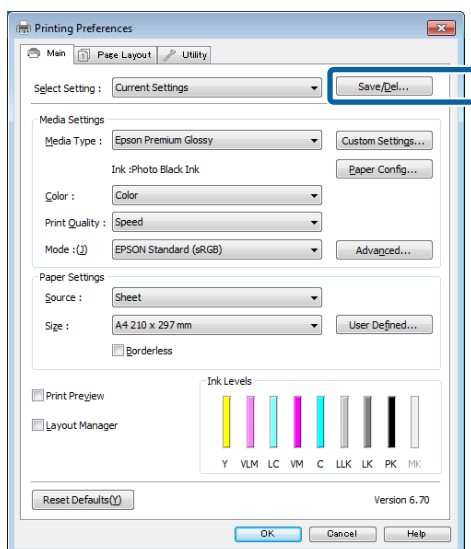 Printing Preferences
Main Page Layout Utility
Select Setting : Current Settings Save/Del...
Media Settings
Media Type : Epson Premium Glossy Custom Settings...
Ink :Photo Black Ink Paper Config...
Color : Color
Print Quality : Speed
Mode :(J) EPSON Standard (sRGB) Advanced...
Paper Settings
Source : Sheet
Size : A4 210 x 297 mm User Defined...
Borderless
Ink Levels
Print Preview
Layout Manager
Y VLM LC VM C LLK LK PK MK
Reset Defaults(Y) Version 6.70
OK Cancel Help